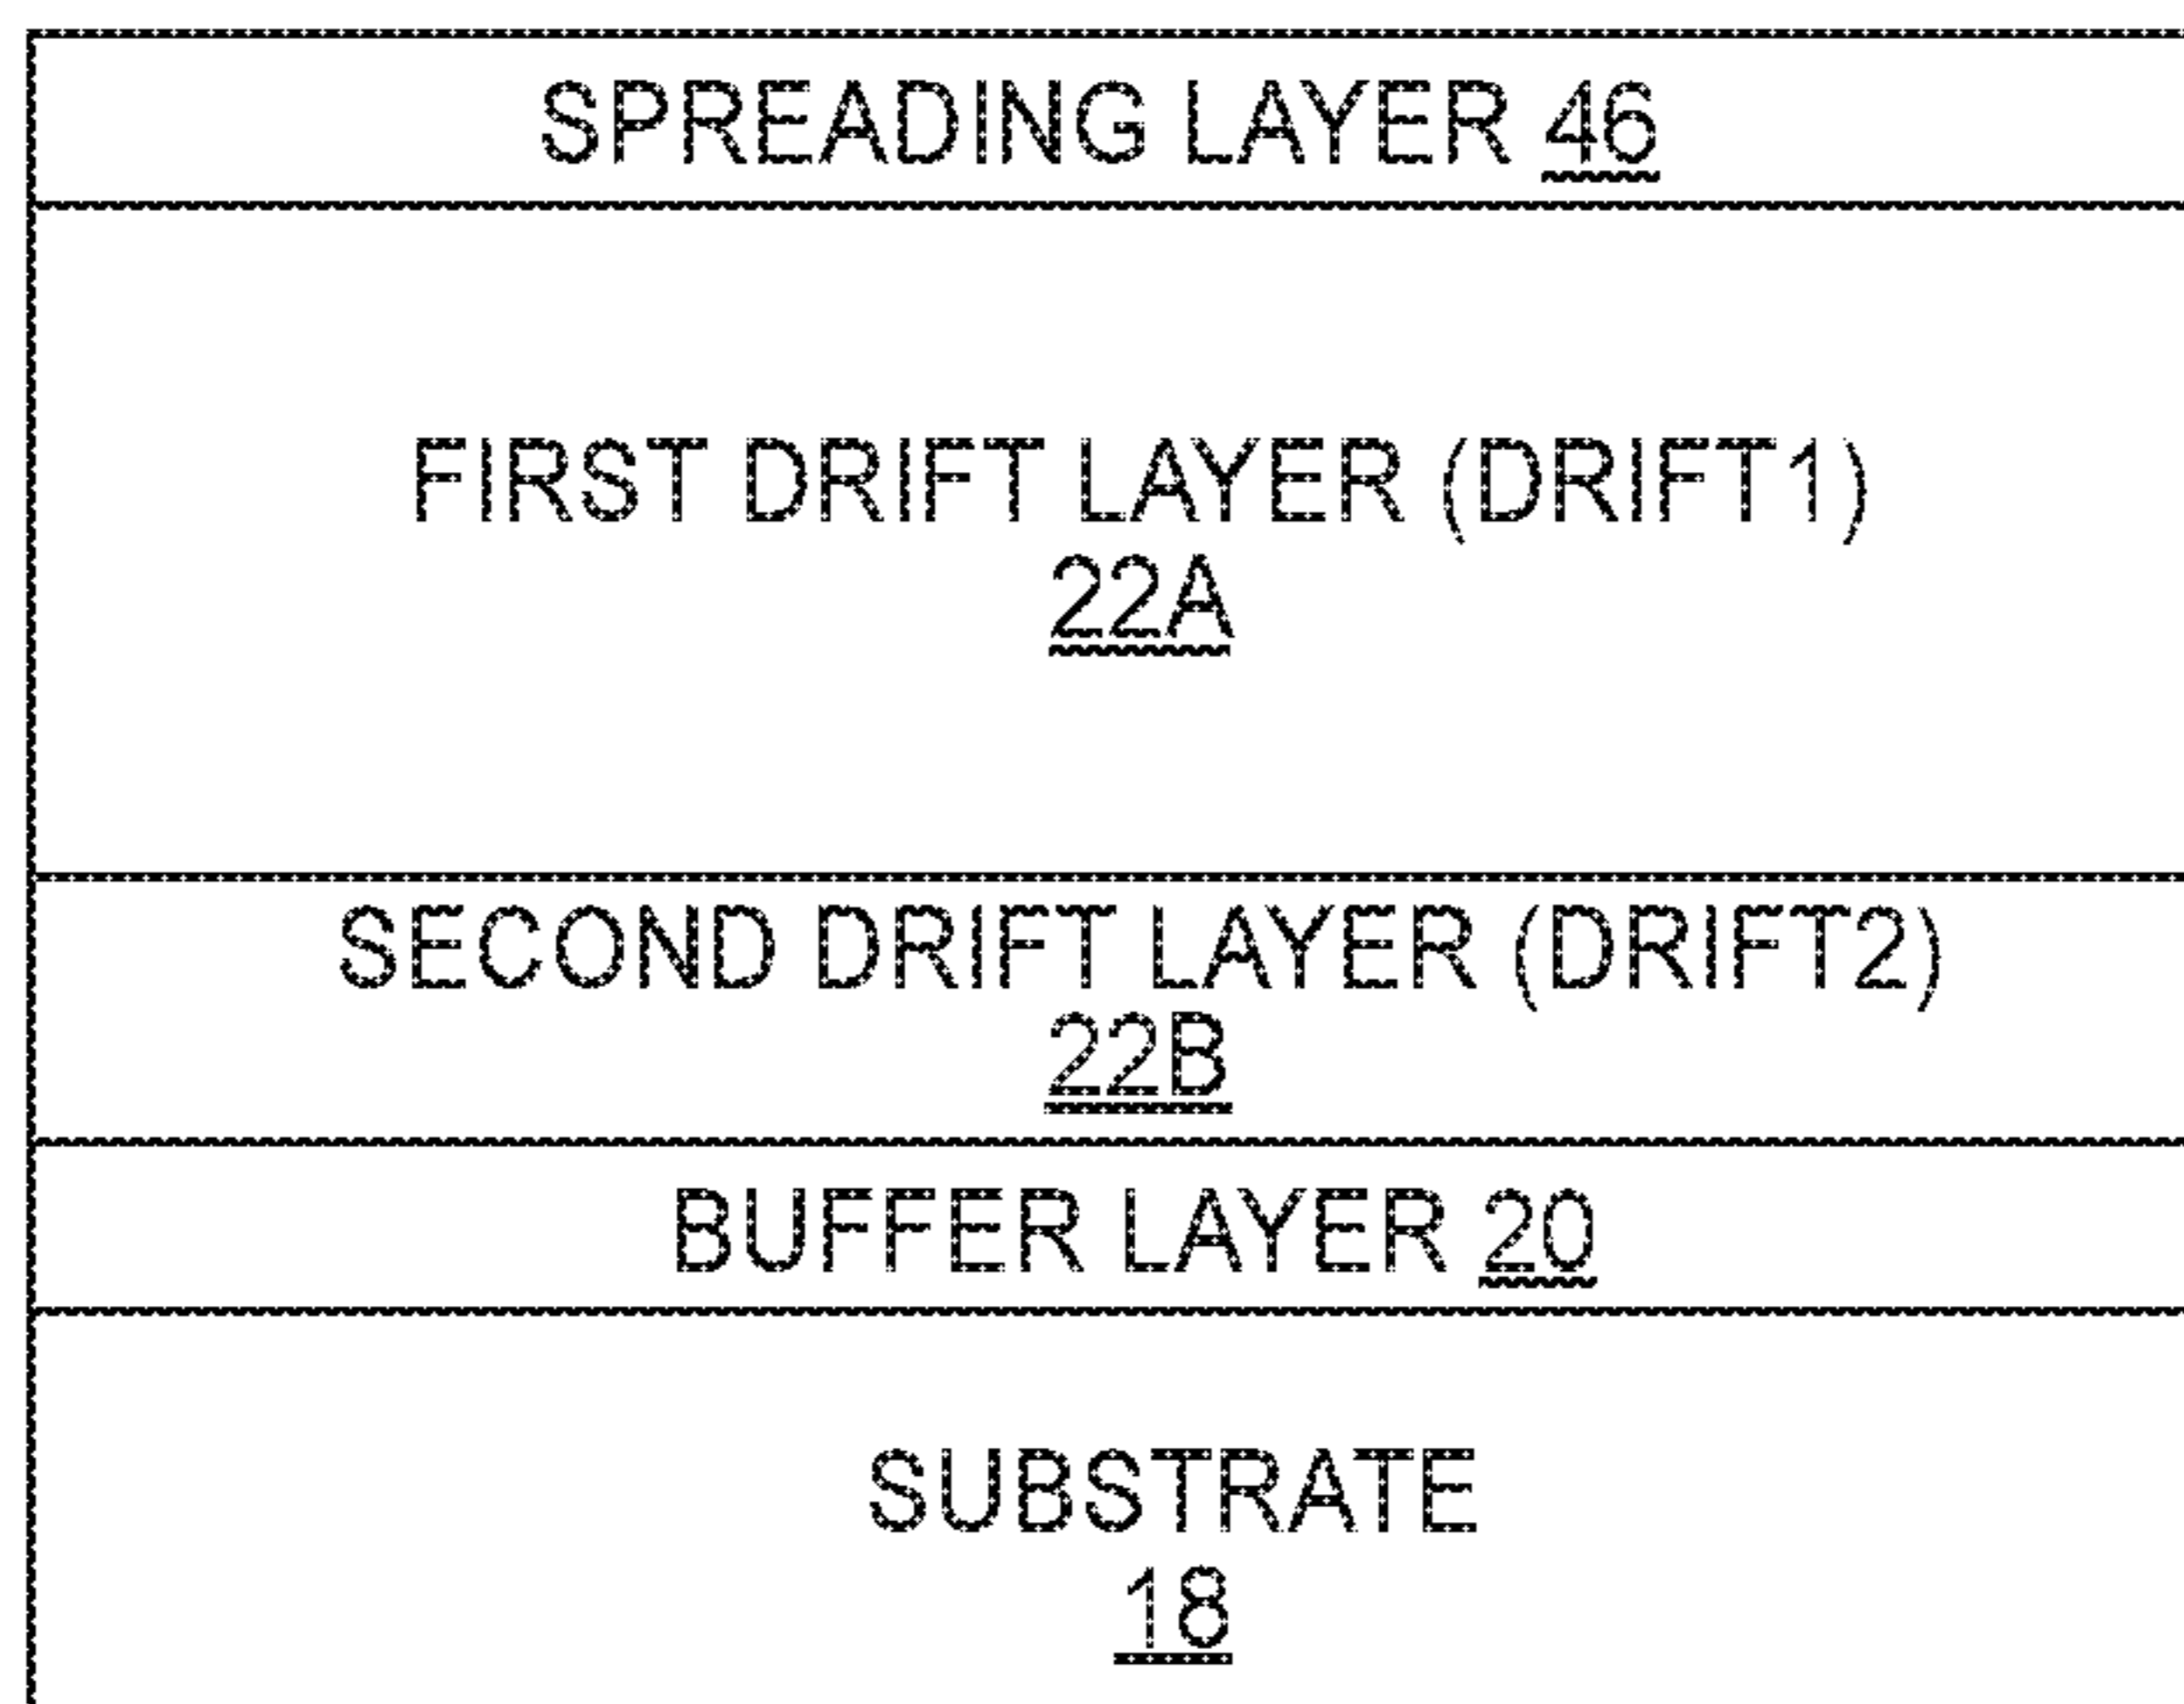 SPREADING LAYER 46
FIRST DRIFT LAYER (DRIFT1)
22A
SECOND DRIFT LAYER (DRIFT2)
22B
BUFFER LAYER 20
SUBSTRATE
18